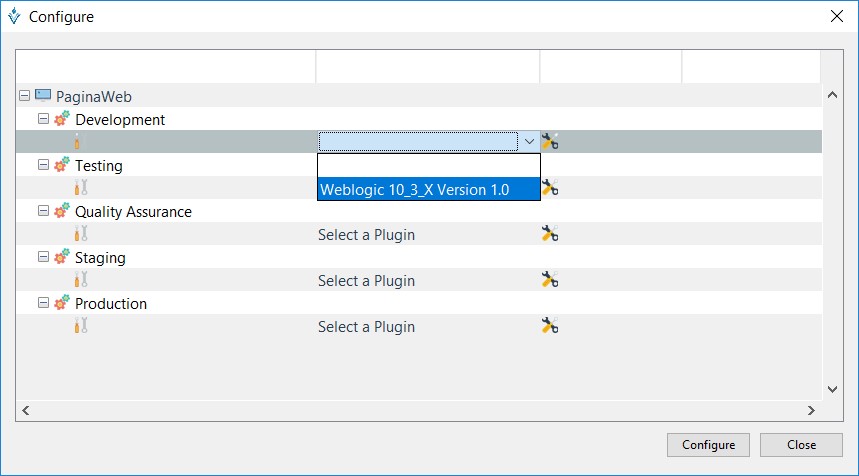 Configure
PaginaWeb
Development
Testing
Weblogic 10_3_X Version 1.0
Quality Assurance
Select a Plugin
Staging
Select a Plugin
Production
Select a Plugin
Configure
Close